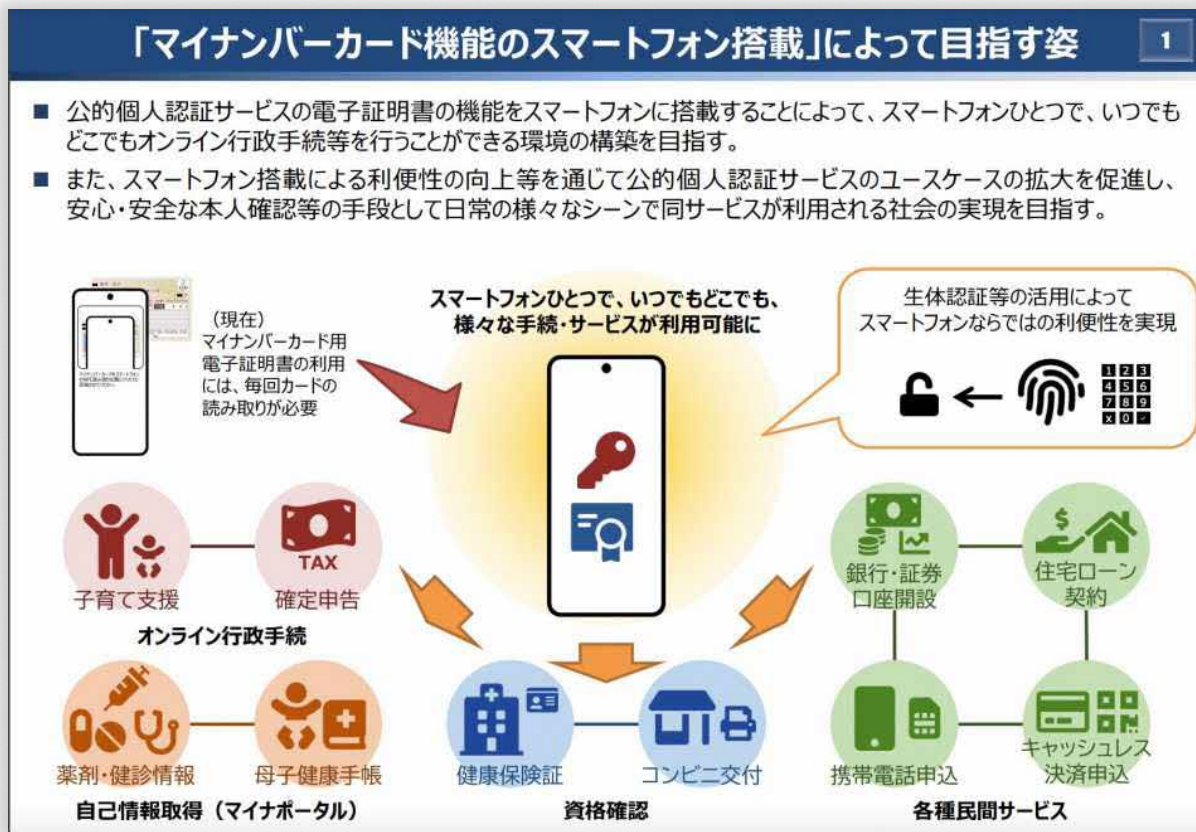 「マイナンバーカード機能のスマートフォン搭載」によって目指す姿
1
■ 公的個人認証サービスの電子証明書の機能をスマートフォンに搭載することによって、スマートフォンひとつで、いつでも
どこでもオンライン行政手続等を行うことができる環境の構築を目指す。
■ また、スマートフォン搭載による利便性の向上等を通じて公的個人認証サービスのユースケースの拡大を促進し、
安心・安全な本人確認等の手段として日常の様々なシーンで同サービスが利用される社会の実現を目指す。
（現在）
マイナンバーカード用
電子証明書の利用
には、毎回カードの
読み取りが必要
スマートフォンひとつで、いつでもどこでも、
様々な手続・サービスが利用可能に
生体認証等の活用によって
スマートフォンならではの利便性を実現
1 2 3
4 5 6
7 8 9
x 0
子育て支援
TAX
確定申告
オンライン行政手続
薬剤・健診情報
母子健康手帳
自己情報取得（マイナポータル）
健康保険証
コンビニ交付
資格確認
銀行・証券
口座開設
$
住宅ローン
契約
携帯電話申込
キャッシュレス
決済申込
各種民間サービス